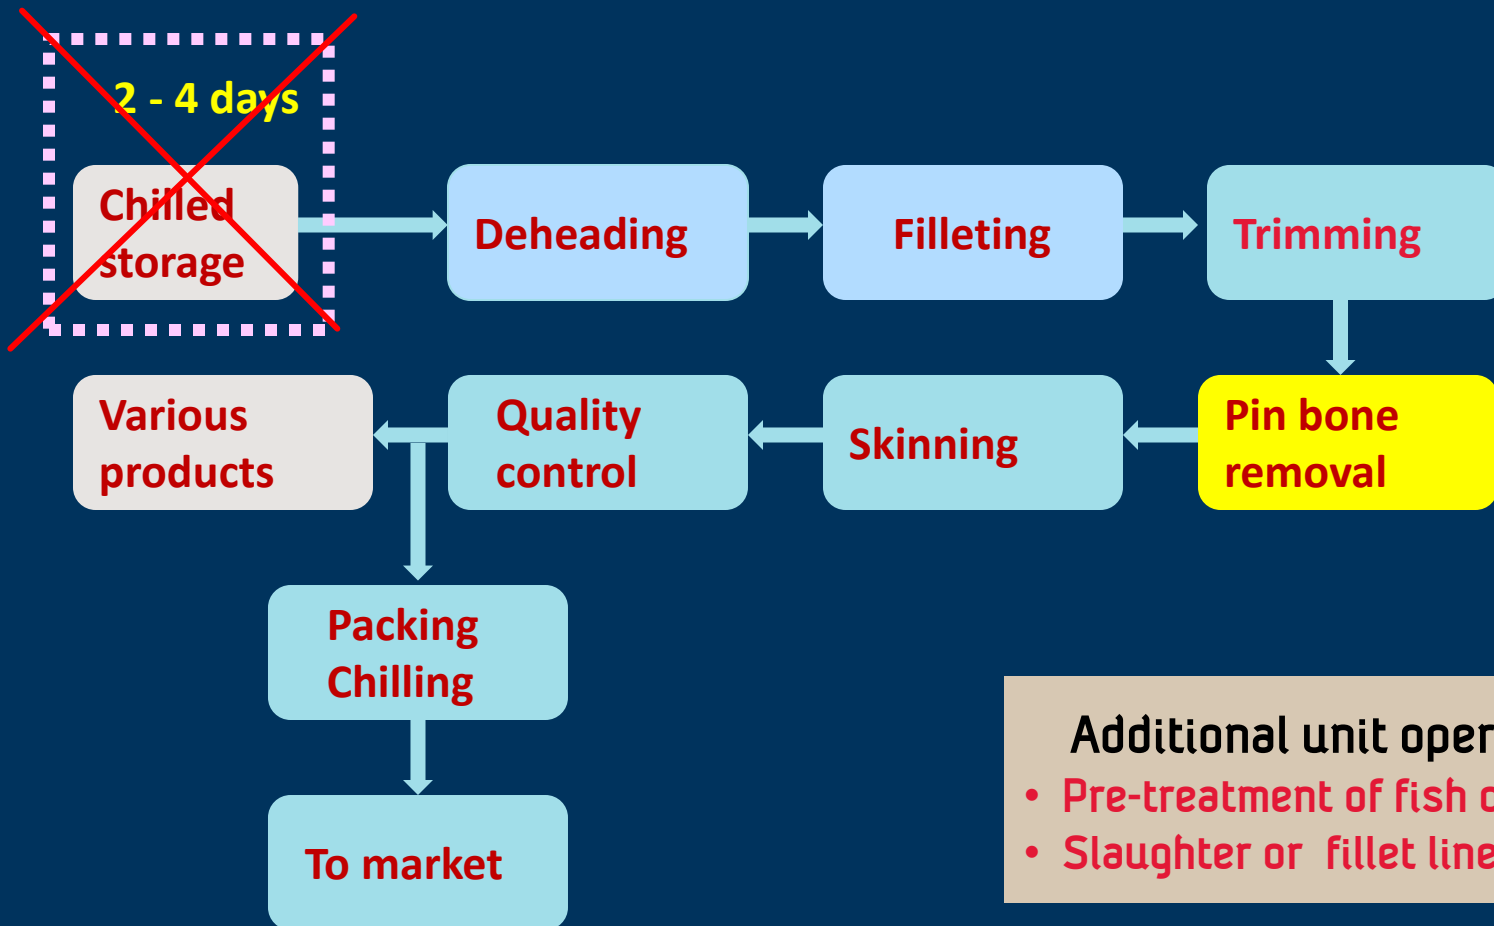 2 - 4 days
Chilled
storage
Deheading
Filleting
Trimming
Pin bone
removal
Skinning
Quality
control
Various
products
Packing
Chilling
To market
Additional unit oper
• Pre-treatment of fish
• Slaughter or fillet line